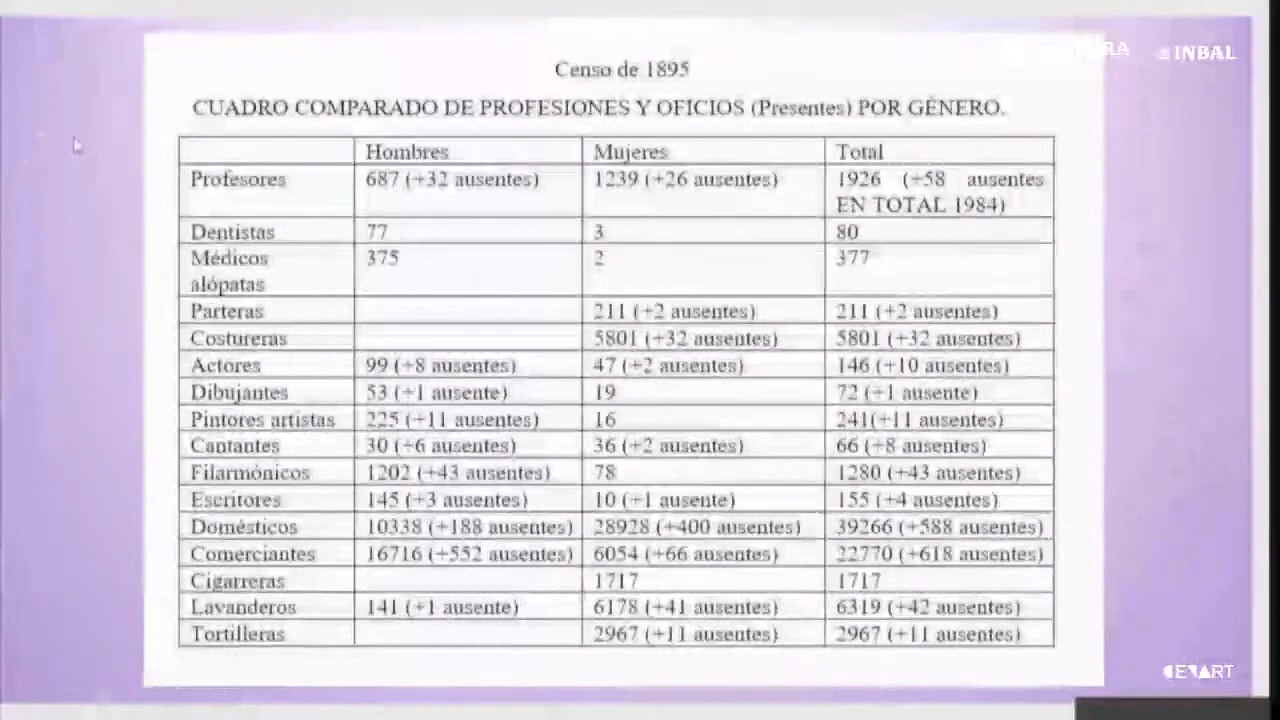 INBAL
Censo de 1895
CUADRO COMPARADO DE PROFESIONES Y OFICIOS (Presentes) POR GÉNERO.
Hombres Mujeres Total
Profesores 687 (+32 ausentes) 1239 (+26 ausentes) 1926 (+58 ausentes
EN TOTAL 1984)
Dentistas 77 3 80
Médicos 375 2 377
alópatas
Parteras 211 (+2 ausentes) 211 (+2 ausentes)
Costureras 5801 (+32 ausentes) 5801 (+32 ausentes)
Actores 99 (+8 ausentes) 47 (+2 ausentes) 146 (+10 ausentes)
Dibujantes 53 (+1 ausente) 19 72 (+1 ausente)
Pintores artistas 225 (+11 ausentes) 16 241(+11 ausentes)
Cantantes 30 (+6 ausentes) 36 (+2 ausentes) 66 (+8 ausentes)
Filarmónicos 1202 (+43 ausentes) 78 1280 (+43 ausentes)
Escritores 145 (+3 ausentes) 10 (+1 ausente) 155 (+4 ausentes)
Domésticos 10338 (+188 ausentes) 28928 (+400 ausentes) 39266 (+588 ausentes)
Comerciantes 16716 (+552 ausentes) 6054 (+66 ausentes) 22770 (+618 ausentes)
Cigarreras 1717 1717
Lavanderos 141 (+1 ausente) 6178 (+41 ausentes) 6319 (+42 ausentes)
Tortilleras 2967 (+11 ausentes) 2967 (+11 ausentes)
CENART